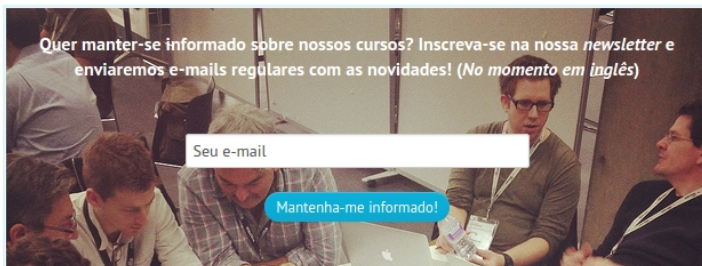 Quer manter-se informado sobre nossos cursos? Inscreva-se na nossa newsletter e
enviaremos e-mails regulares com as novidades! (No momento em inglês)
Seu e-mail
Mantenha-me informado!